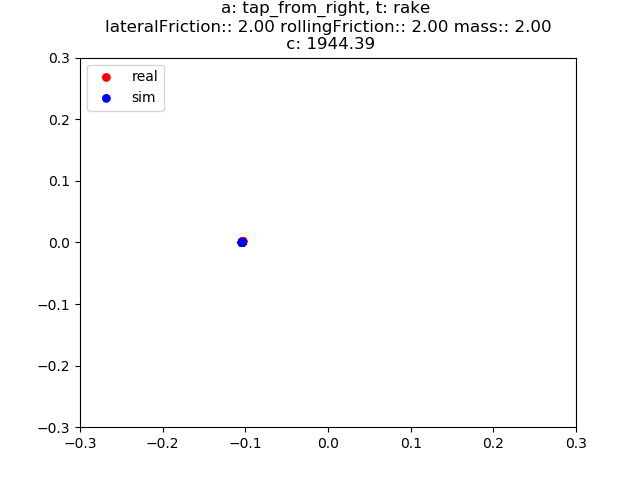 a: tap_from_right, t: rake
lateralFriction:: 2.00 rollingFriction:: 2.00 mass:: 2.00
c: 1944.39
real
sim
0.3
0.2
0.1
0.0
−0.1
−0.2
−0.3
−0.3
−0.2
−0.1
0.0
0.1
0.2
0.3